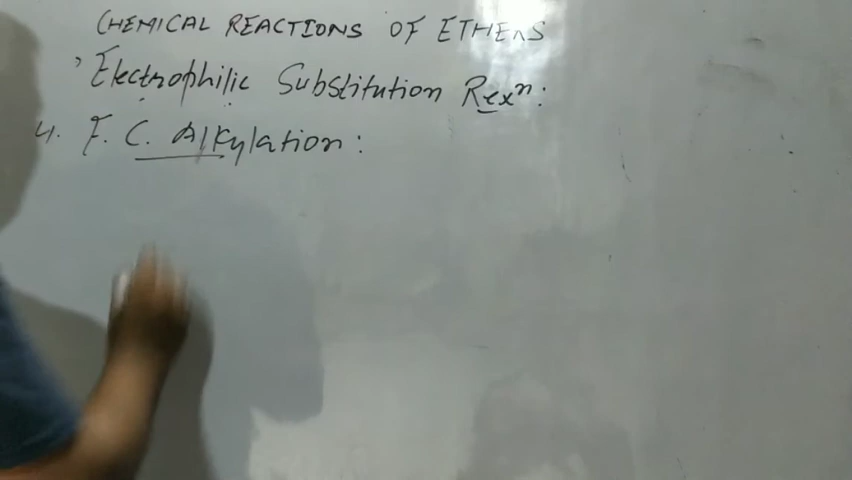 CHEMICAL REACTIONS OF ETHERS
Electrophilic Substitution Rexn:
4. F. C. Alkylation: